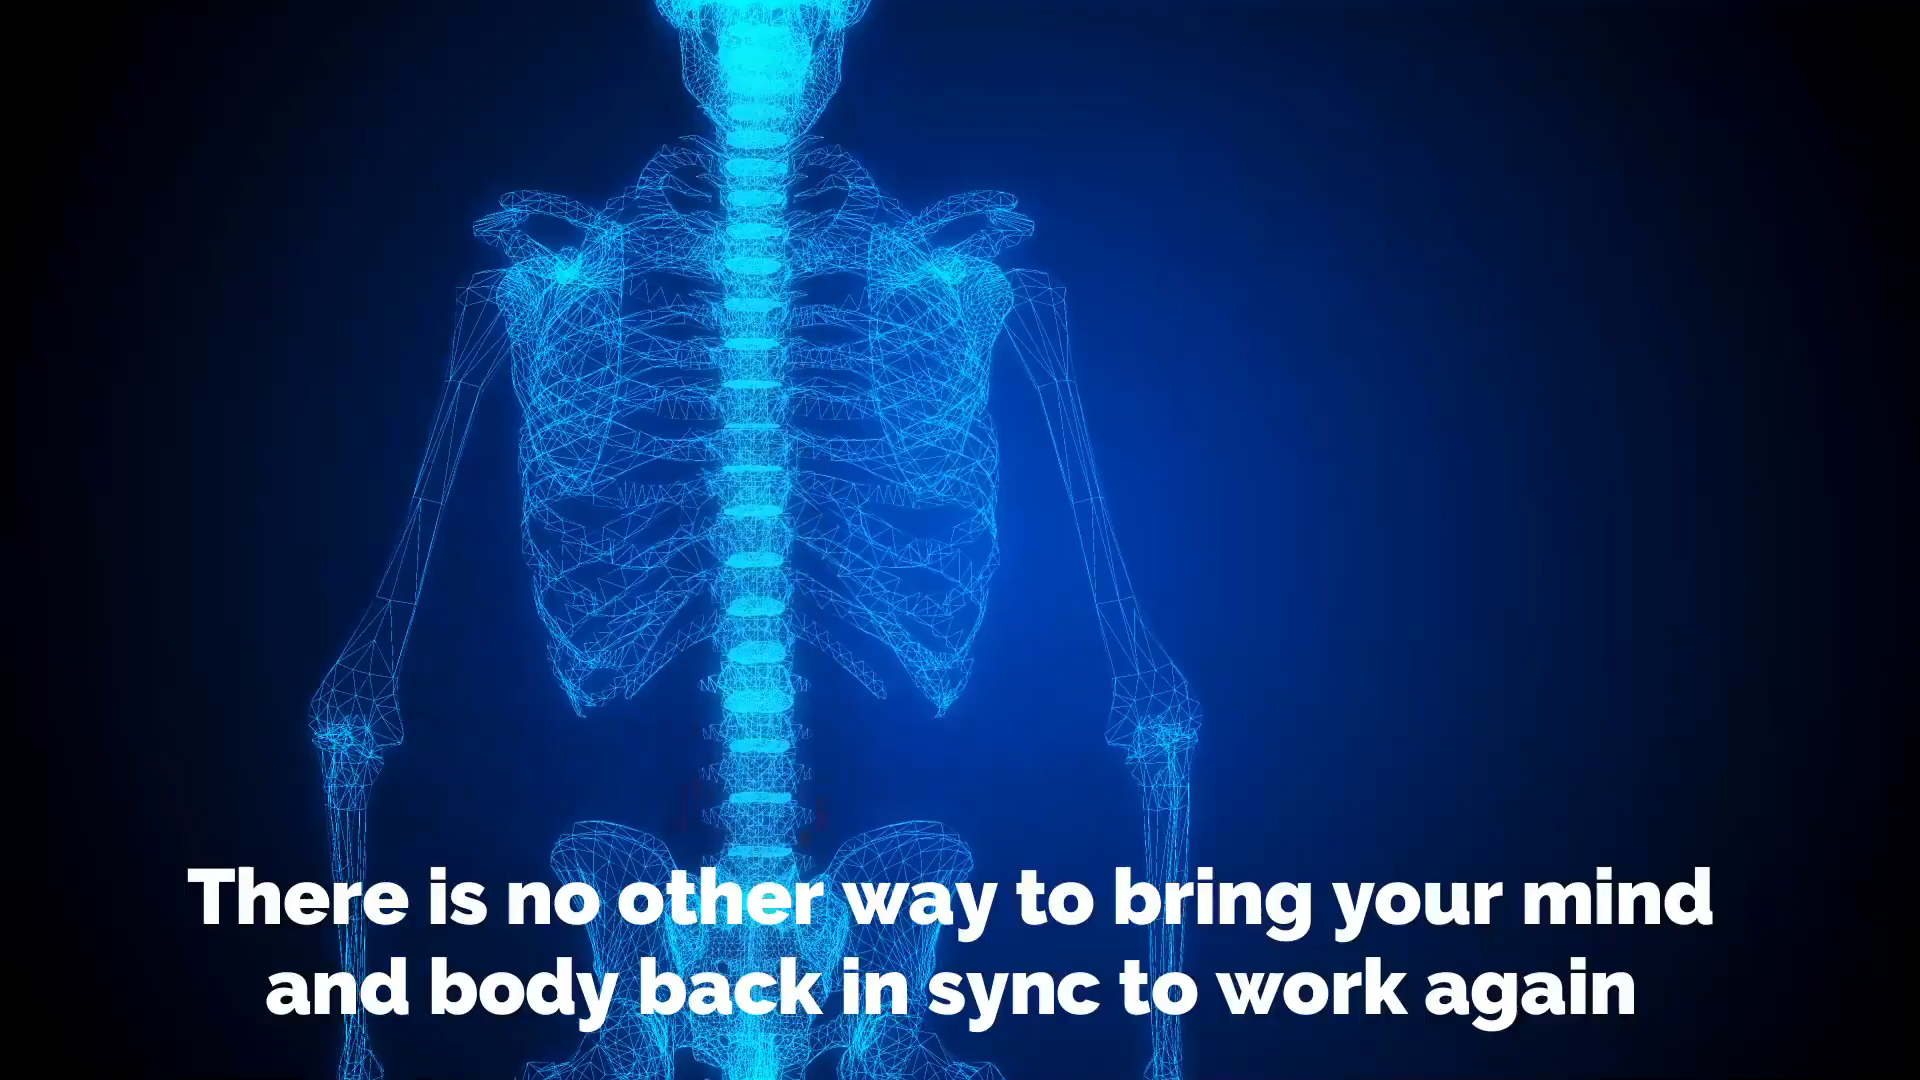 There is no other way to bring your mind
and body back in sync to work again